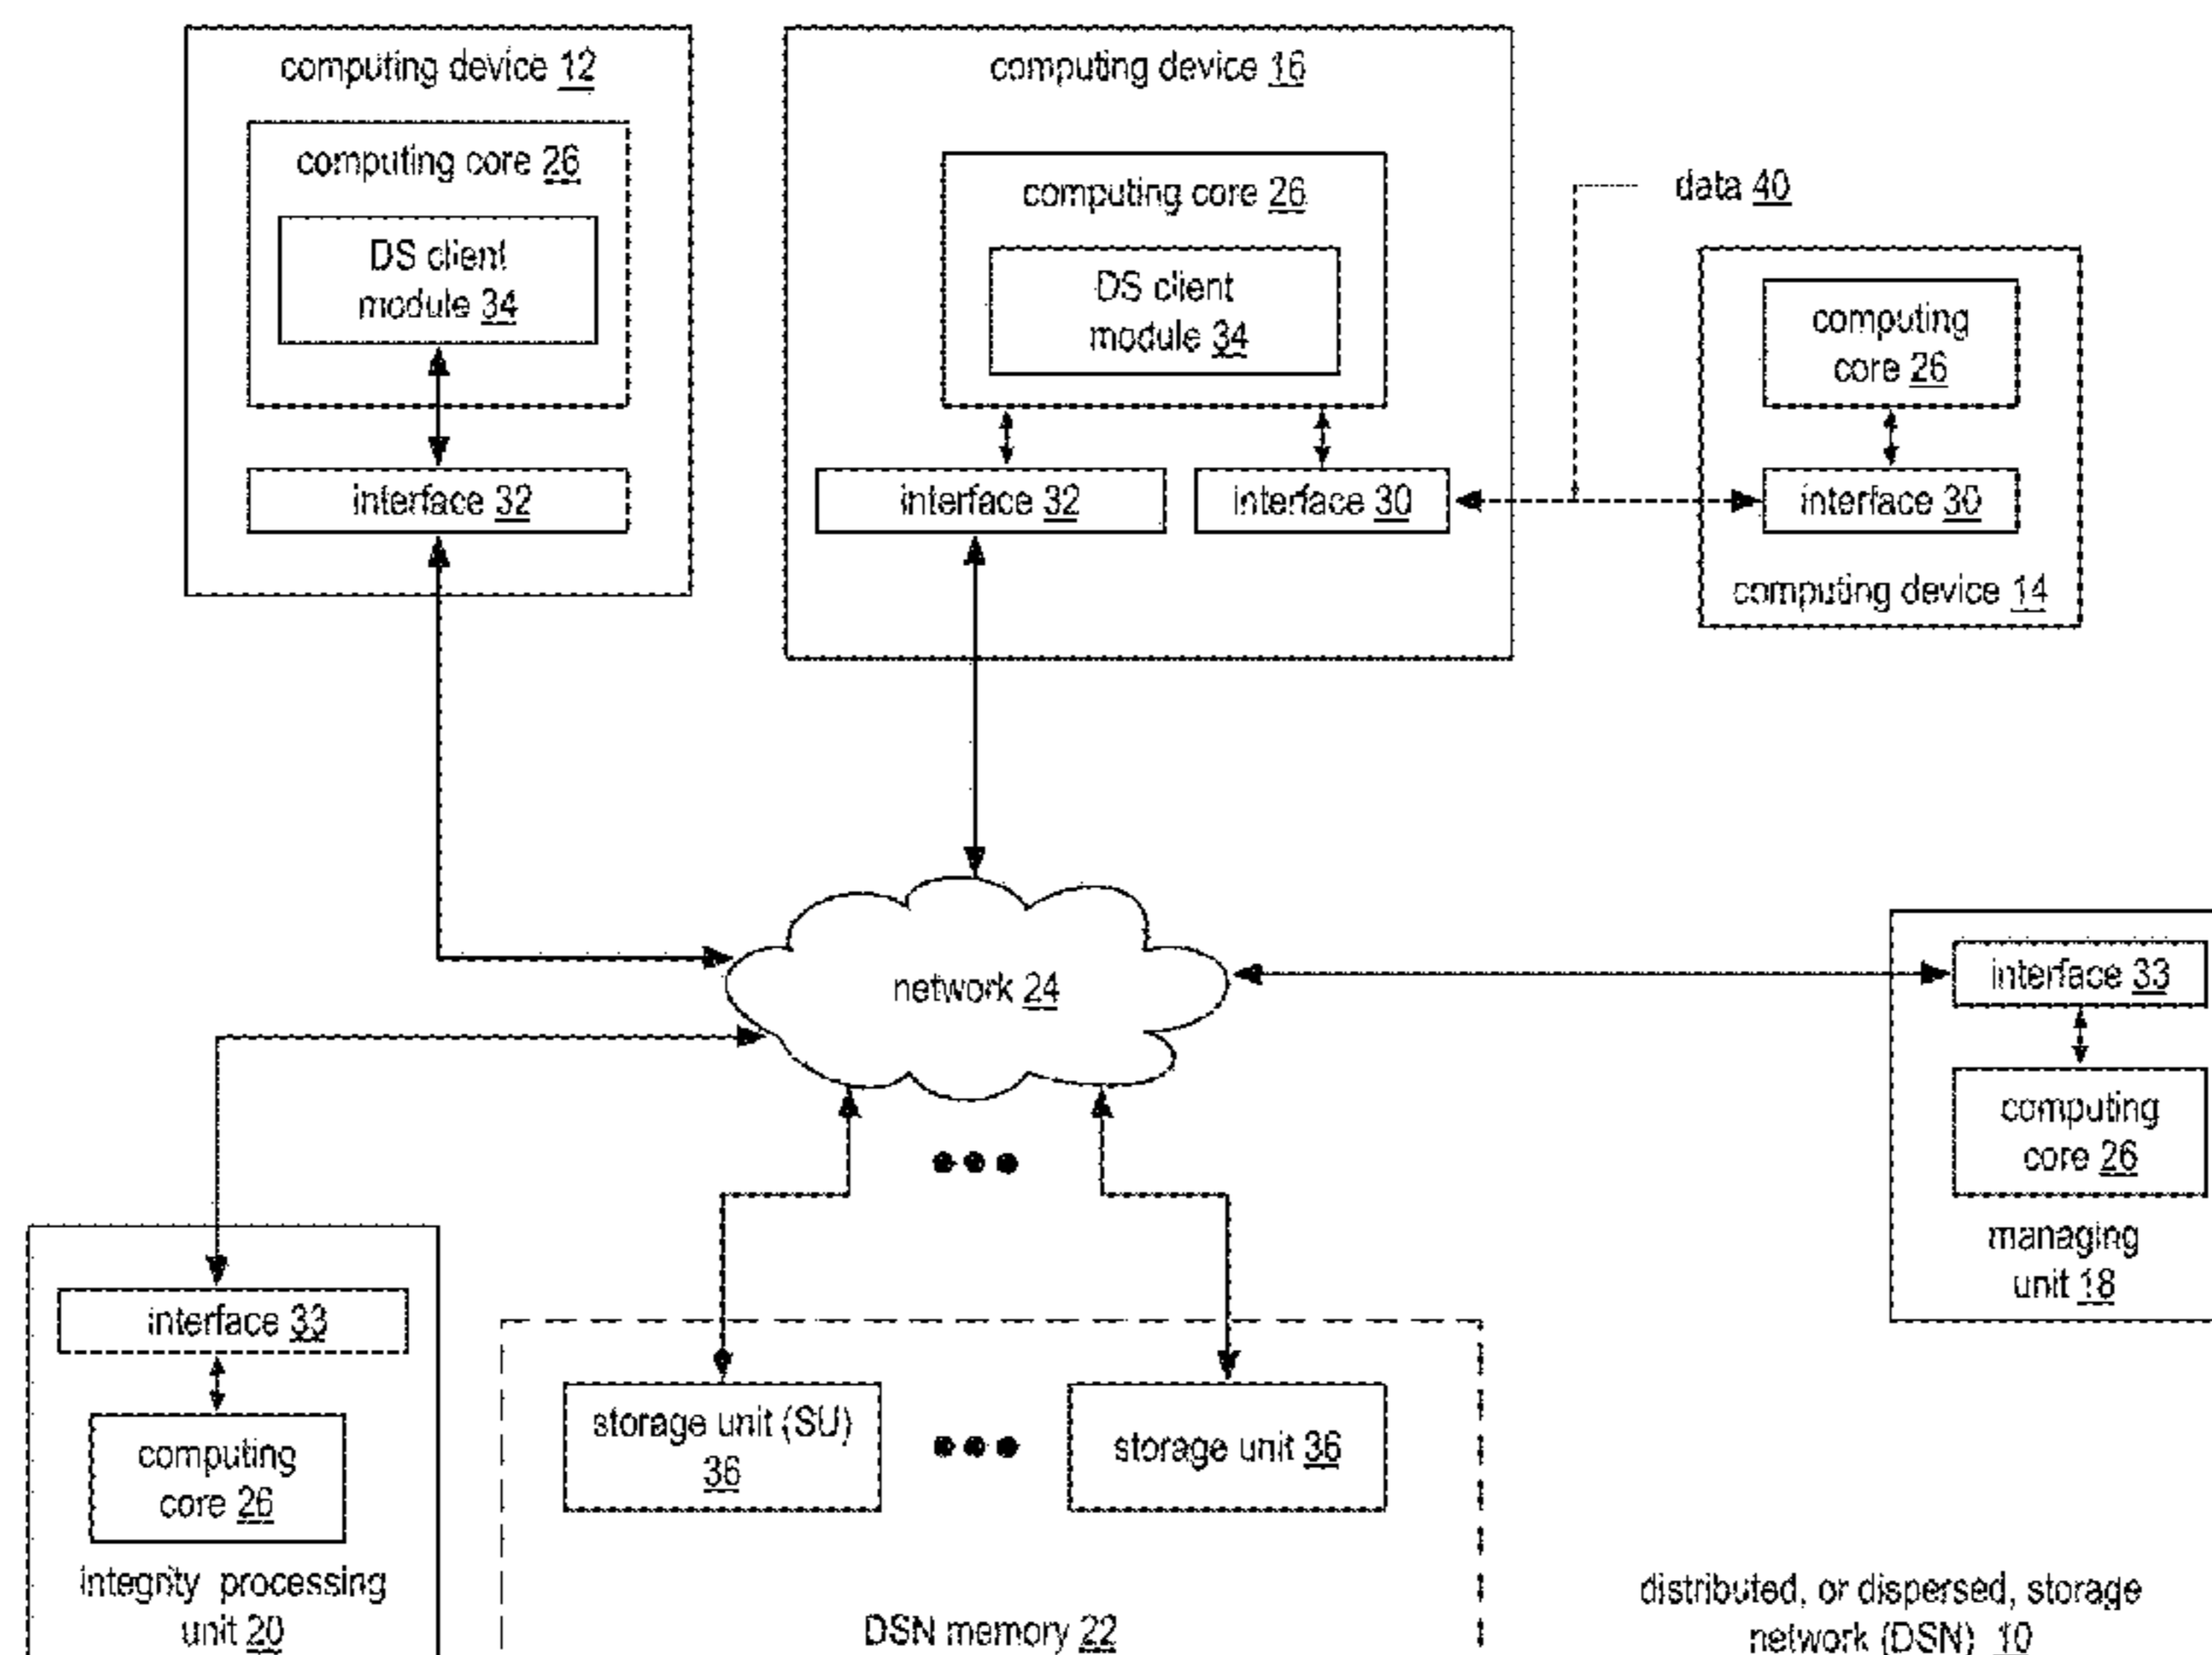 computing device 12
computing core 26
DS client
module 34
interface 32
computing device 16
computing core 26
DS client
module 34
interface 32
interface 30
data 40
computing
core 26
interface 30
computing device 14
network 24
interface 33
computing
core 26
managing
unit 18
interface 33
computing
core 26
integrity processing
unit 20
storage unit (SU)
36
storage unit 36
DSN memory 22
distributed, or dispersed, storage
network (DSN) 10